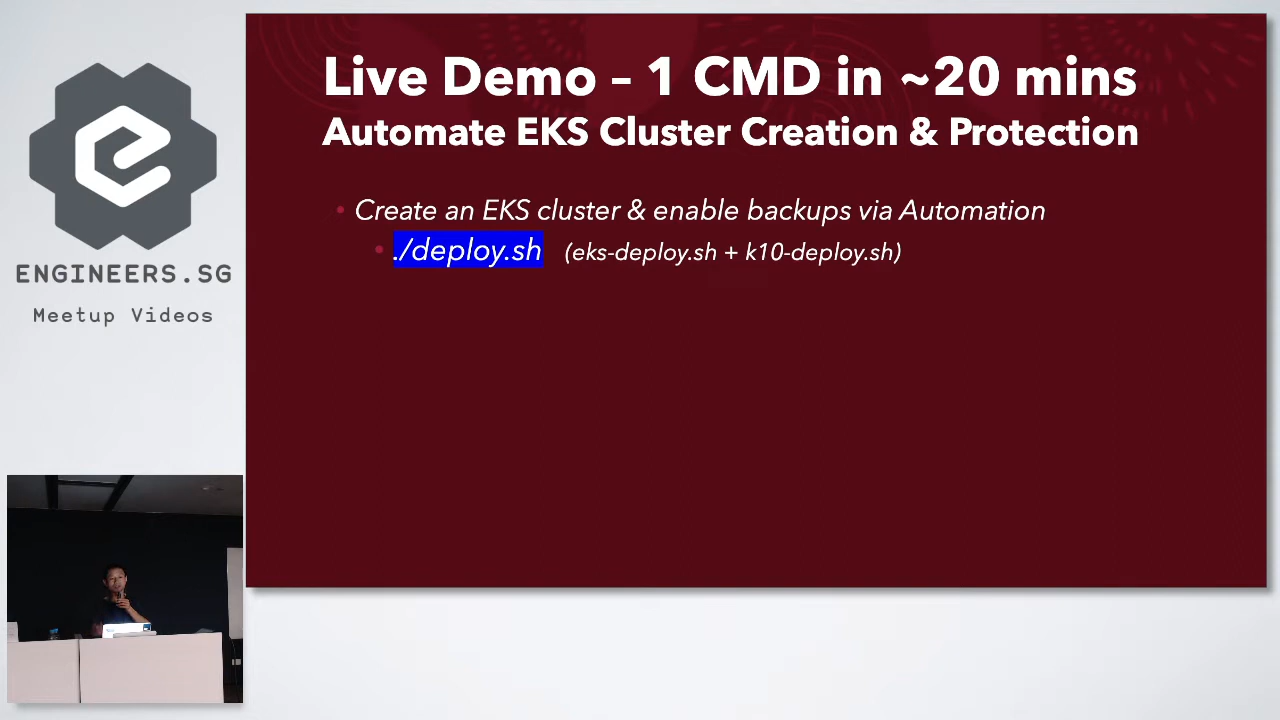 Live Demo – 1 CMD in ~20 mins
Automate EKS Cluster Creation & Protection
• Create an EKS cluster & enable backups via Automation
• ./deploy.sh (eks-deploy.sh + k10-deploy.sh)
ENGINEERS.SG
Meetup Videos